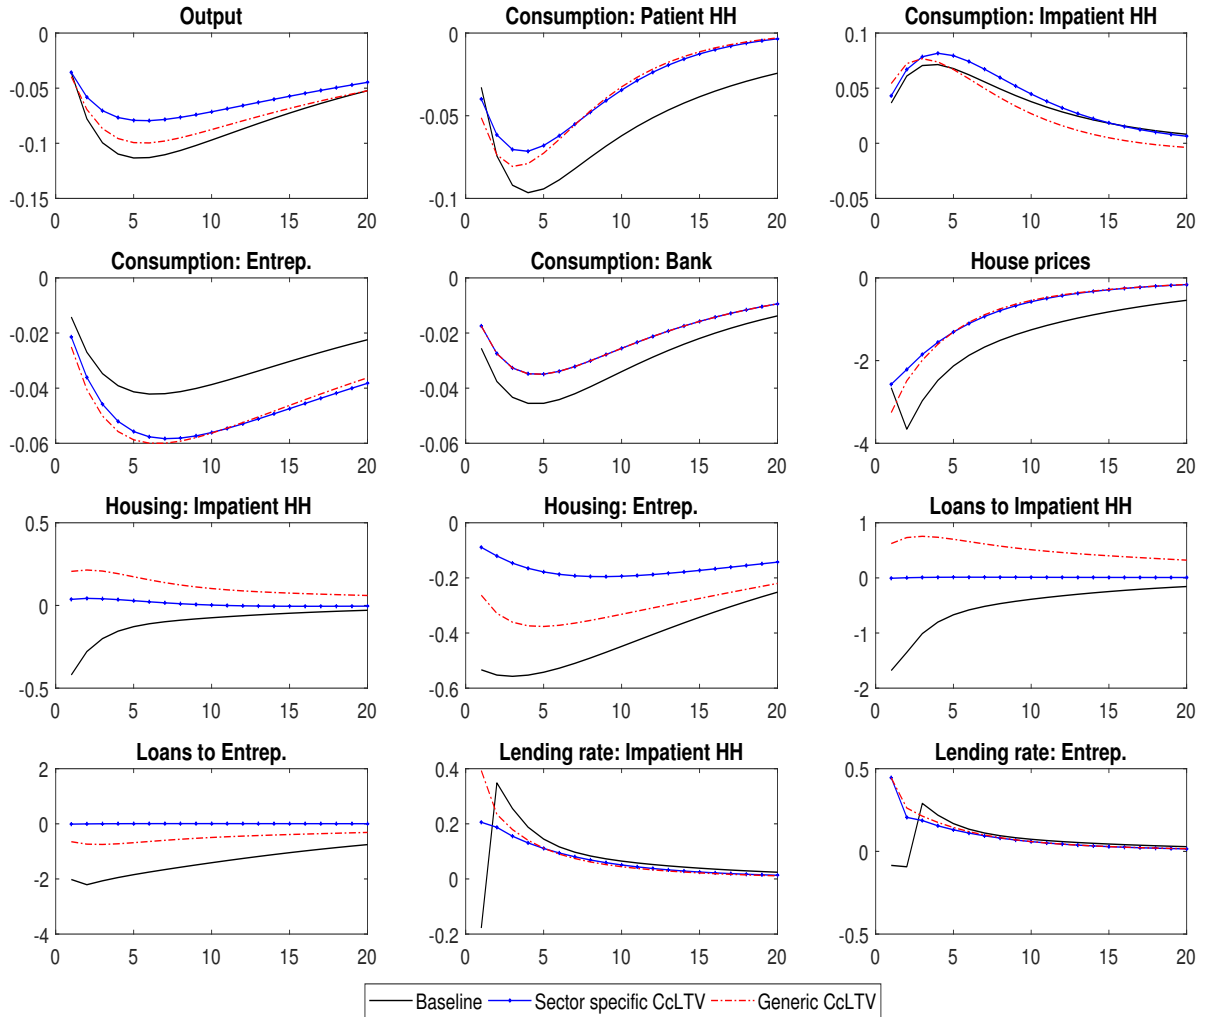 Output
0
-0.05
-0.1
-0.15
0 5 10 15 20
Consumption: Patient HH
0
-0.05
-0.1
0 5 10 15 20
Consumption: Impatient HH
0.1
0.05
0
-0.05
0 5 10 15 20
Consumption: Entrep.
0
-0.02
-0.04
-0.06
0 5 10 15 20
Consumption: Bank
0
-0.02
-0.04
-0.06
0 5 10 15 20
House prices
0
-2
-4
0 5 10 15 20
Housing: Impatient HH
0.5
0
-0.5
0 5 10 15 20
Housing: Entrep.
0
-0.2
-0.4
-0.6
0 5 10 15 20
Loans to Impatient HH
1
0
-1
-2
0 5 10 15 20
Loans to Entrep.
2
0
-2
-4
0 5 10 15 20
Lending rate: Impatient HH
0.4
0.2
0
-0.2
0 5 10 15 20
Lending rate: Entrep.
0.5
0
-0.5
0 5 10 15 20
Baseline Sector specific CcLTV Generic CcLTV